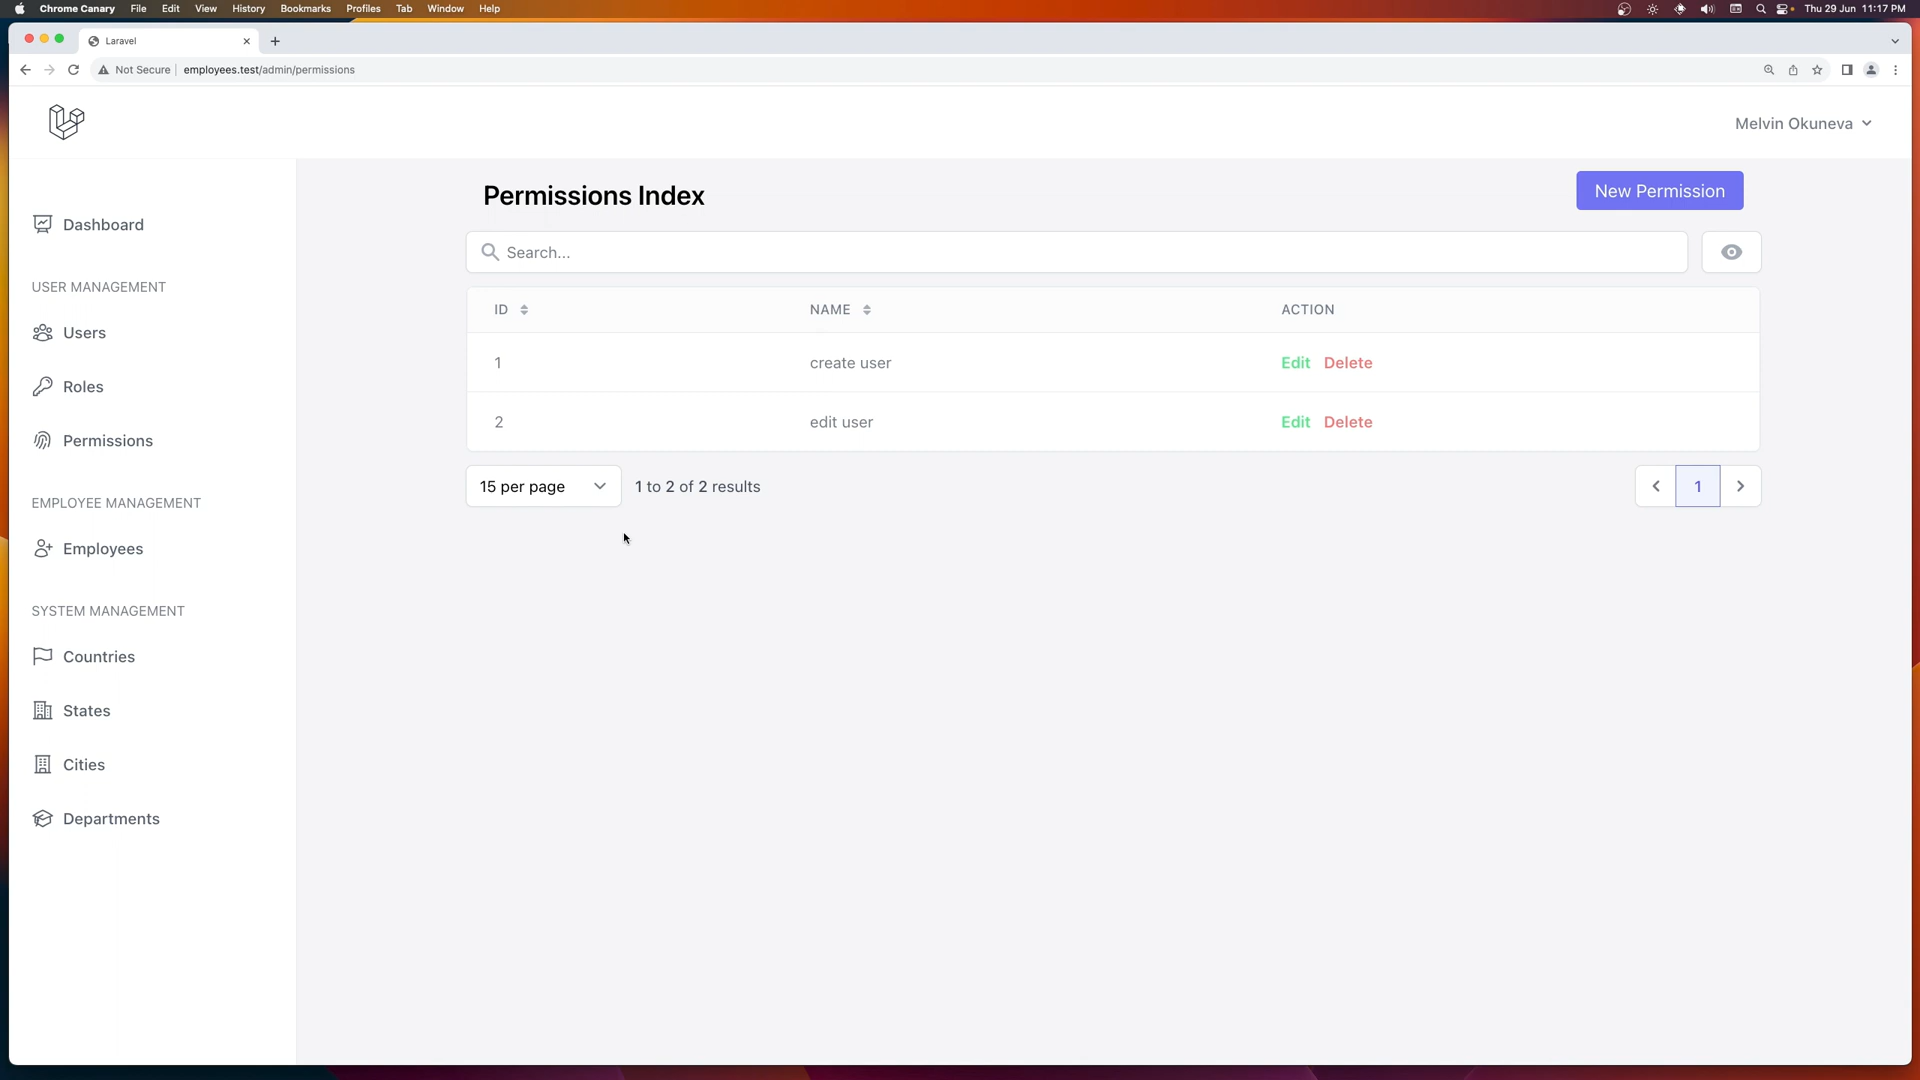 Chrome Canary File Edit View History Bookmarks Profiles Tab Window Help Thu 29 Jun 11:17 PM
Laravel
Not Secure employees.test/admin/permissions
Melvin Okuneva
Permissions Index New Permission
Dashboard
Search...
USER MANAGEMENT
ID NAME ACTION
Users
1 create user Edit Delete
Roles
2 edit user Edit Delete
Permissions
15 per page 1 to 2 of 2 results 1
EMPLOYEE MANAGEMENT
Employees
SYSTEM MANAGEMENT
Countries
States
Cities
Departments